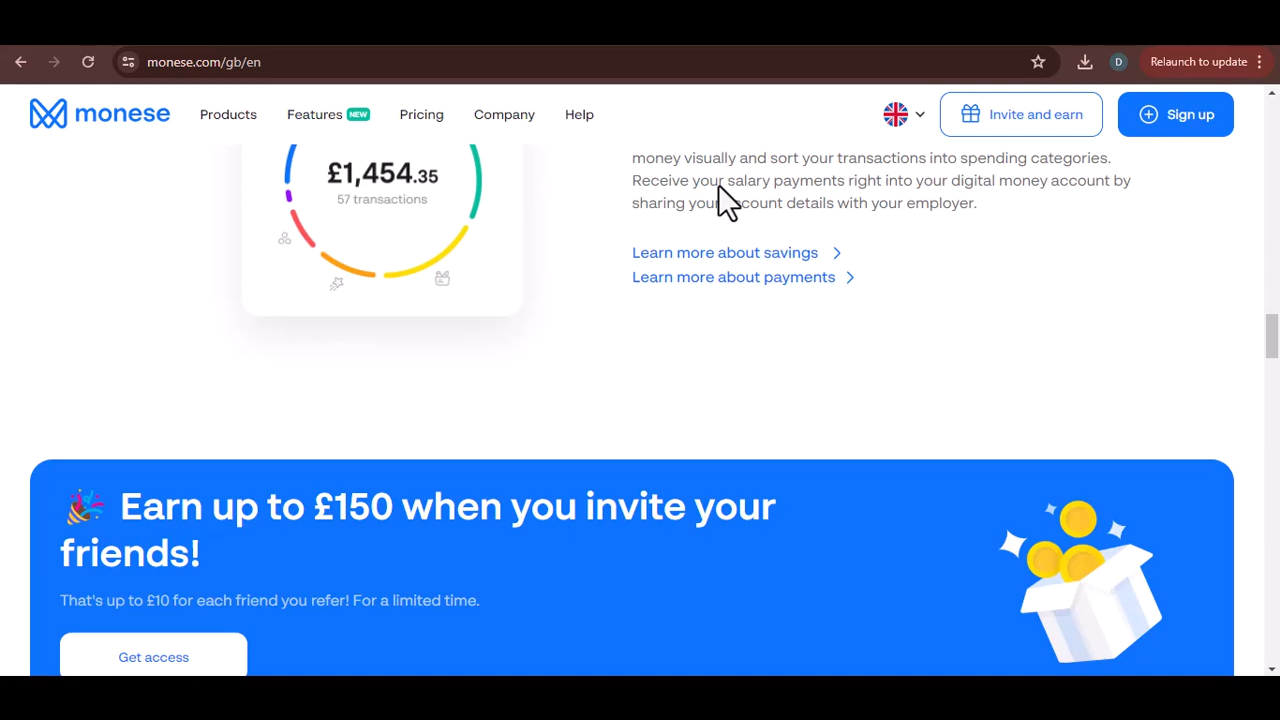 monese.com/gb/en
D
Relaunch to update
monese
Products
Features NEW
Pricing
Company
Help
Invite and earn
Sign up
£1,454.35
57 transactions
money visually and sort your transactions into spending categories.
Receive your salary payments right into your digital money account by
sharing your account details with your employer.
Learn more about savings
Learn more about payments
🎉 Earn up to £150 when you invite your
friends!
That's up to £10 for each friend you refer! For a limited time.
Get access